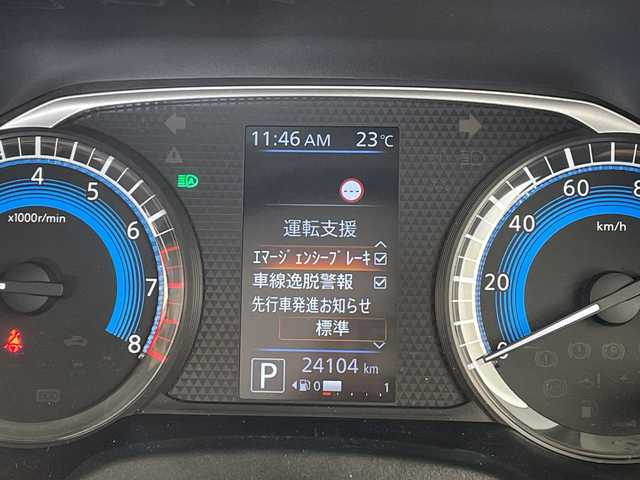 11:46 AM 23℃
運転支援
エマージェンシーブレーキ
車線逸脱警報
先行車発進お知らせ
標準
P 24104 km
0 1
4
5
x1000r/min
6
7
8
80
60
40
km/h
20
0